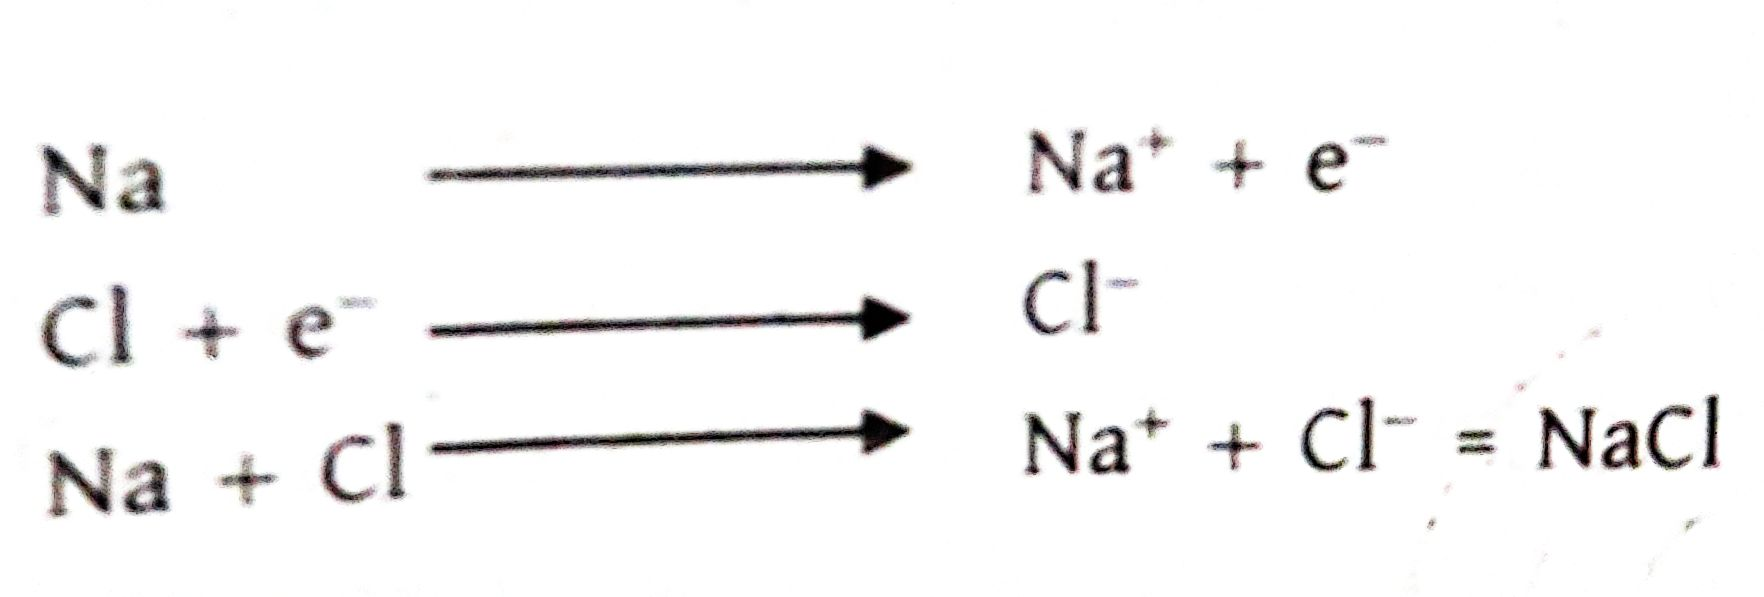 Na ⟶ Na⁺ + e⁻
Cl + e⁻ ⟶ Cl⁻
Na + Cl ⟶ Na⁺ + Cl⁻ = NaCl